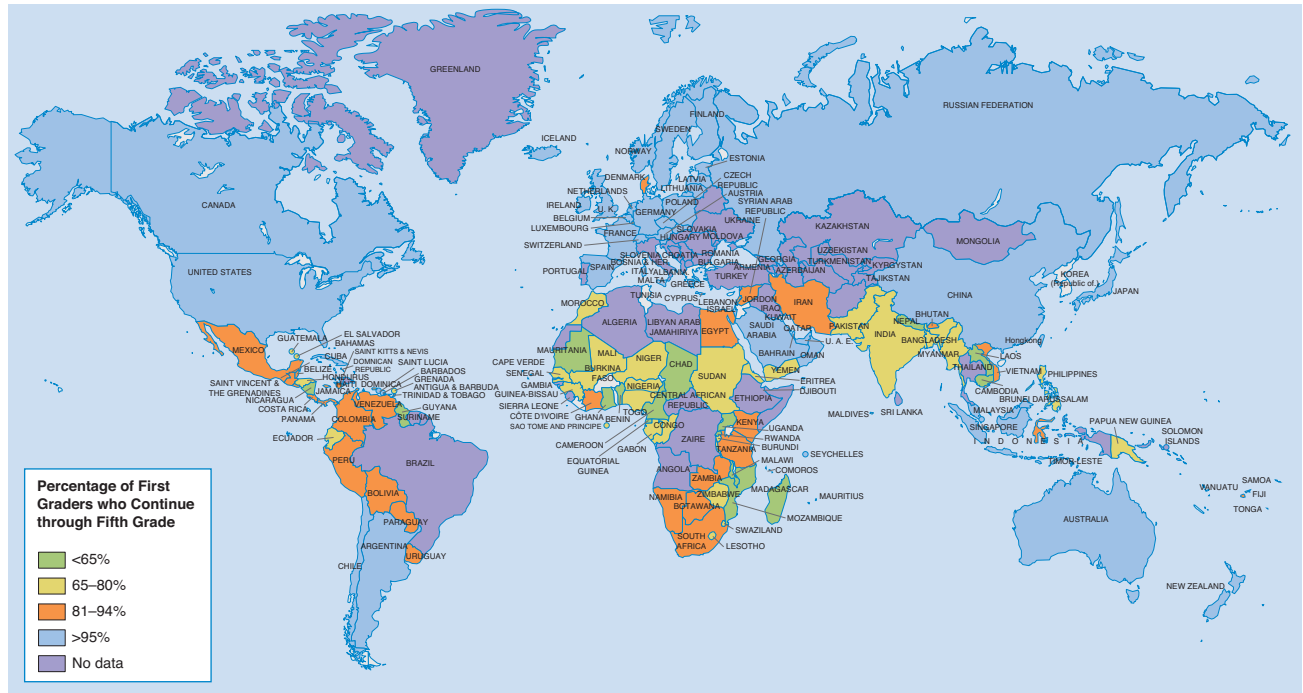 GREENLAND
RUSSIAN FEDERATION
FINLAND
SWEDEN
ICELAND
NORWAY
ESTONIA
DENMARK
LATVIA
CZECH
REPUBLIC
LITHUANIA
NETHERLANDS
AUSTRIA
POLAND
SYRIAN ARAB
REPUBLIC
CANADA
IRELAND
U. K.
GERMANY
BELGIUM
UKRAINE
LUXEMBOURG
KAZAKHSTAN
FRANCE
SLOVAKIA
HUNGARY
MOLDOVA
MONGOLIA
SWITZERLAND
SLOVENIA
CROATIA
ROMANIA
UZBEKISTAN
BOSNIA & HER.
BULGARIA
GEORGIA
TURKMENISTAN
KYRGYSTAN
UNITED STATES
PORTUGAL
SPAIN
ITALY
ALBANIA
ARMENIA
AZERBAIJAN
TURKEY
TAJIKSTAN
KOREA
(Republic of.)
MALTA
GREECE
JAPAN
CHINA
TUNISIA
CYPRUS
LEBANON
ISRAEL
JORDON
IRAQ
IRAN
MOROCCO
KUWAIT
BHUTAN
ALGERIA
LIBYAN ARAB
JAMAHIRIYA
EGYPT
SAUDI
ARABIA
QATAR
PAKISTAN
NEPAL
INDIA
BANGLADESH
Hongkong
U. A. E.
MYANMAR
LAOS
BAHRAIN
OMAN
EL SALVADOR
GUATEMALA
BAHAMAS
MEXICO
CUBA
SAINT KITTS & NEVIS
DOMNICAN
REPUBLIC
SAINT LUCIA
BELIZE
BARBADOS
HONDURUS
GRENADA
HAITI
DOMINICA
ANTIGUA & BARBUDA
TRINIDAD & TOBAGO
SAINT VINCENT &
THE GRENADINES
JAMAICA
NICARAGUA
COSTA RICA
PANAMA
VENEZUELA
GUYANA
COLOMBIA
SURINAME
ECUADOR
PERU
BRAZIL
BOLIVIA
PARAGUAY
ARGENTINA
URUGUAY
CHILE
MAURITANIA
MALI
NIGER
CHAD
CAPE VERDE
SENEGAL
BURKINA
FASO
SUDAN
YEMEN
GAMBIA
GUINEA-BISSAU
NIGERIA
ERITREA
DJIBOUTI
SIERRA LEONE
CENTRAL AFRICAN
REPUBLIC
ETHIOPIA
CÔTE D'IVOIRE
GHANA
TOGO
BENIN
SAO TOME AND PRINCIPE
CONGO
KENYA
UGANDA
CAMEROON
ZAIRE
RWANDA
GABON
TANZANIA
BURUNDI
EQUATORIAL
GUINEA
SEYCHELLES
MALAWI
ANGOLA
COMOROS
ZAMBIA
MADAGASCAR
NAMIBIA
ZIMBABWE
MAURITIUS
BOTAWANA
MOZAMBIQUE
SWAZILAND
SOUTH
AFRICA
LESOTHO
THAILAND
VIETNAM
PHILIPPINES
CAMBODIA
BRUNEI DARUSSALAM
MALDIVES
SRI LANKA
MALAYSIA
SINGAPORE
PAPUA NEW GUINEA
SOLOMON
ISLANDS
INDONESIA
TIMOR-LESTE
SAMOA
VANUATU
FIJI
TONGA
AUSTRALIA
NEW ZEALAND
Percentage of First
Graders who Continue
through Fifth Grade
<65%
65–80%
81–94%
>95%
No data